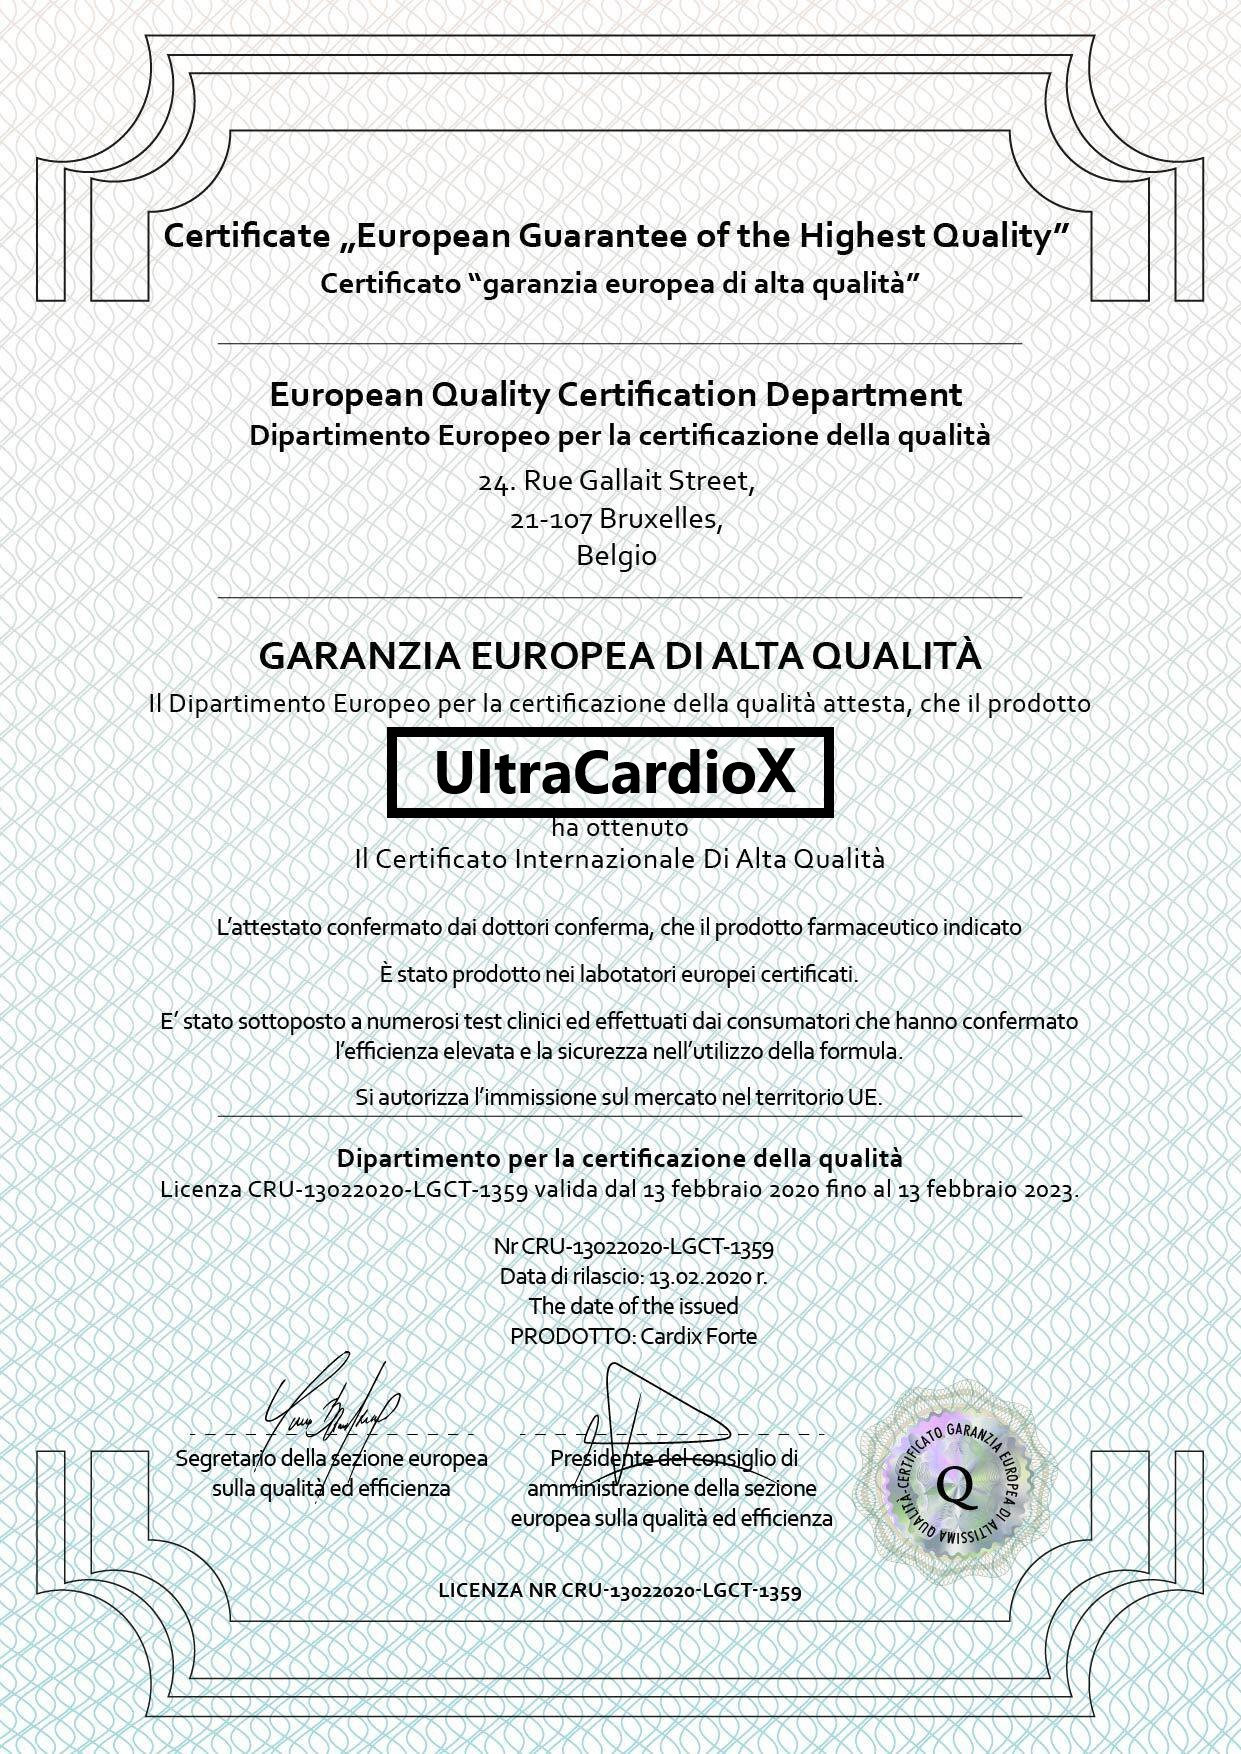 Certificate „European Guarantee of the Highest Quality”
Certificato “garanzia europea di alta qualità”
European Quality Certification Department
Dipartimento Europeo per la certificazione della qualità
24. Rue Gallait Street,
21-107 Bruxelles,
Belgio
GARANZIA EUROPEA DI ALTA QUALITÀ
Il Dipartimento Europeo per la certificazione della qualità attesta, che il prodotto
UltraCardioX
ha ottenuto
Il Certificato Internazionale Di Alta Qualità
L’attestato confermato dai dottori conferma, che il prodotto farmaceutico indicato
È stato prodotto nei labotatori europei certificati.
E’ stato sottoposto a numerosi test clinici ed effettuati dai consumatori che hanno confermato
l’efficienza elevata e la sicurezza nell’utilizzo della formula.
Si autorizza l’immissione sul mercato nel territorio UE.
Dipartimento per la certificazione della qualità
Licenza CRU-13022020-LGCT-1359 valida dal 13 febbraio 2020 fino al 13 febbraio 2023.
Nr CRU-13022020-LGCT-1359
Data di rilascio: 13.02.2020 r.
The date of the issued
PRODOTTO: Cardix Forte
Segretario della sezione europea
sulla qualità ed efficienza
Presidente del consiglio di
amministrazione della sezione
europea sulla qualità ed efficienza
CERTIFICATO GARANZIA EUROPEA DI ALTISSIMA QUALITÀ-
Q
LICENZA NR CRU-13022020-LGCT-1359